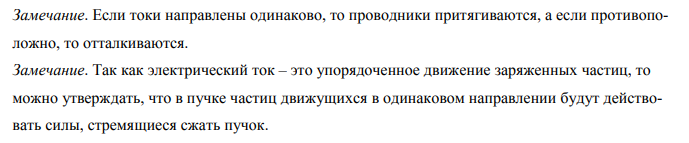 Замечание. Если токи направлены одинаково, то проводники притягиваются, а если противопо-
ложно, то отталкиваются.
Замечание. Так как электрический ток – это упорядоченное движение заряженных частиц, то
можно утверждать, что в пучке частиц движущихся в одинаковом направлении будут действо-
вать силы, стремящиеся сжать пучок.